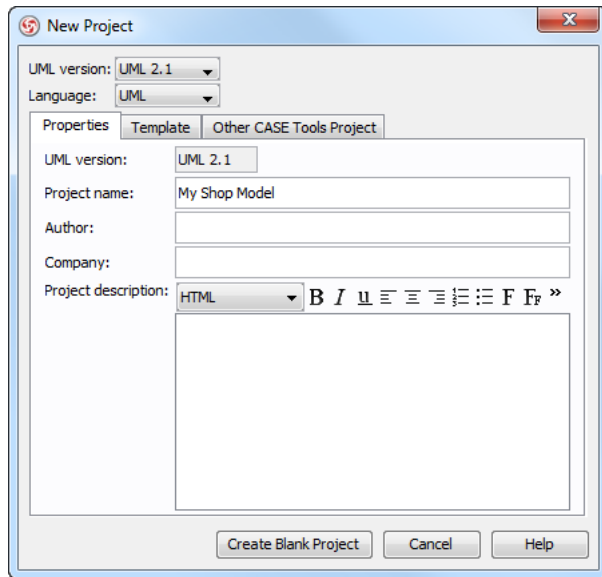 New Project
UML version: UML 2.1
Language: UML
Properties Template Other CASE Tools Project
UML version: UML 2.1
Project name: My Shop Model
Author:
Company:
Project description: HTML B I u F FF »
Create Blank Project Cancel Help